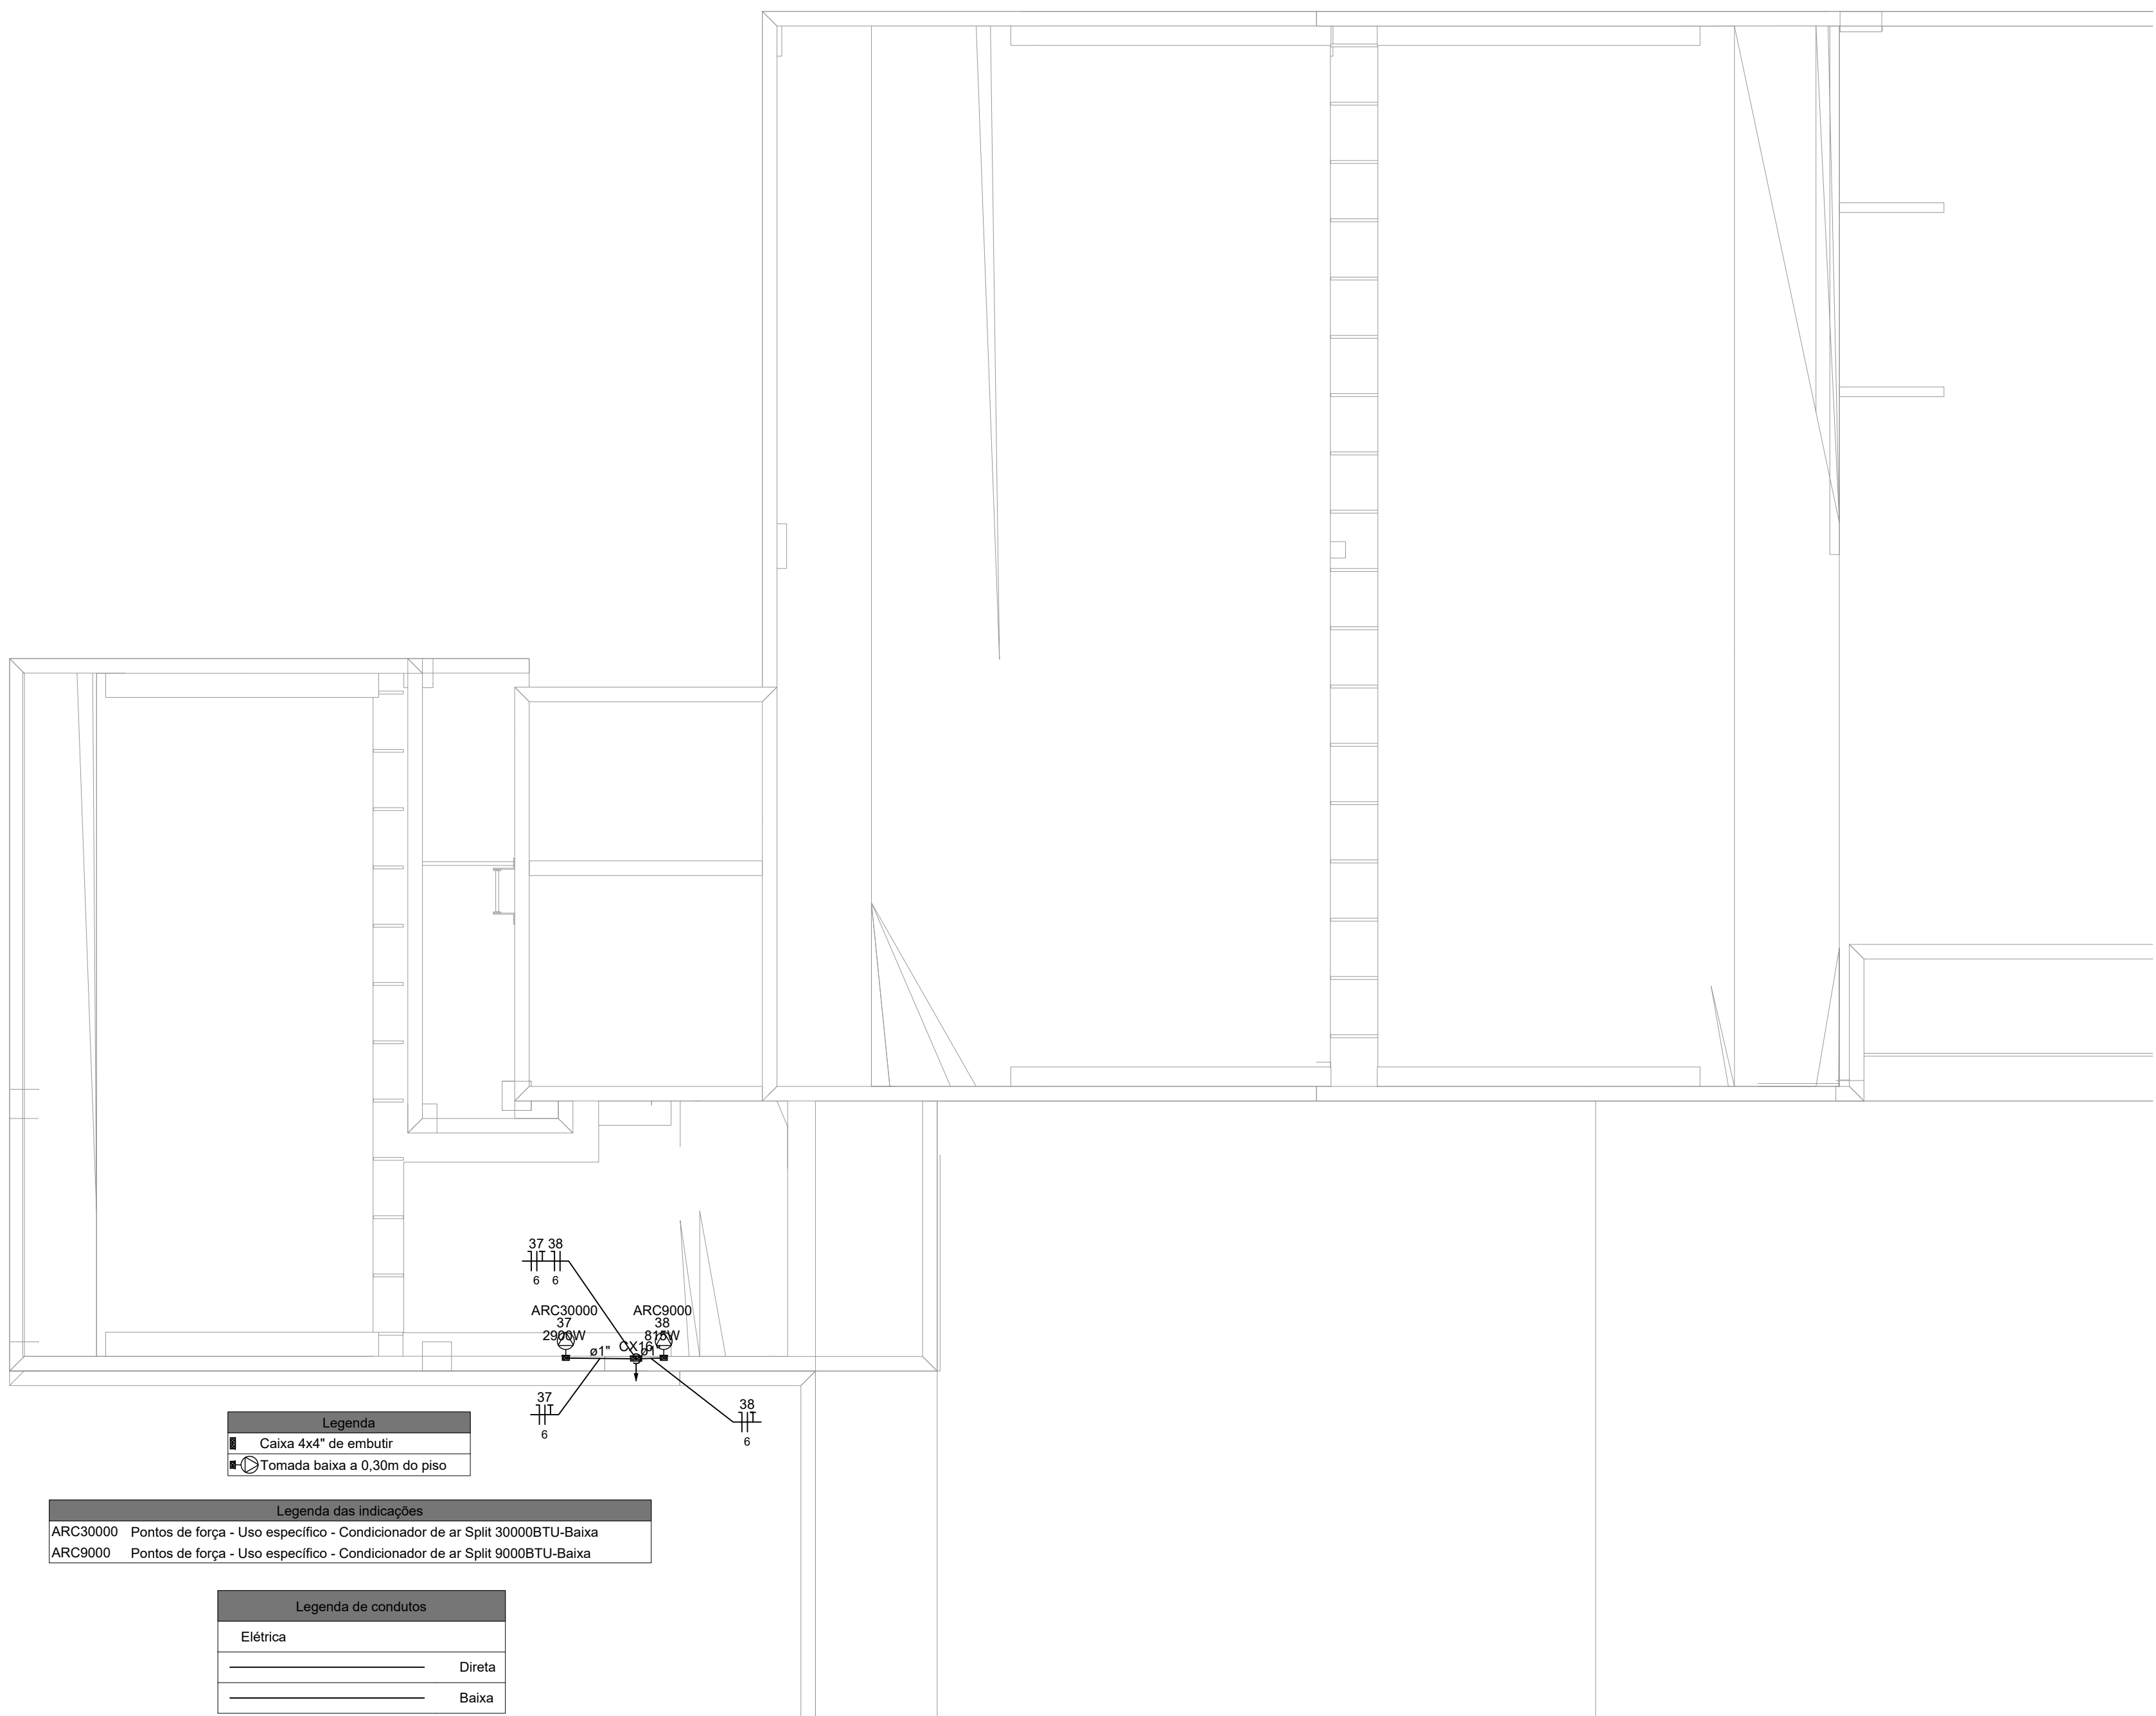 37 38
6 6
ARC30000 ARC9000
37 38
2900W 815W
CX16
ø1" ø1"
37
6
38
6
Legenda
Caixa 4x4" de embutir
Tomada baixa a 0,30m do piso
Legenda das indicações
ARC30000 Pontos de força - Uso específico - Condicionador de ar Split 30000BTU-Baixa
ARC9000 Pontos de força - Uso específico - Condicionador de ar Split 9000BTU-Baixa
Legenda de condutos
Elétrica
Direta
Baixa